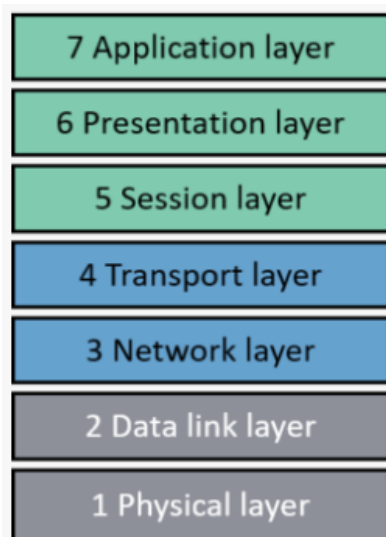 7 Application layer
6 Presentation layer
5 Session layer
4 Transport layer
3 Network layer
2 Data link layer
1 Physical layer